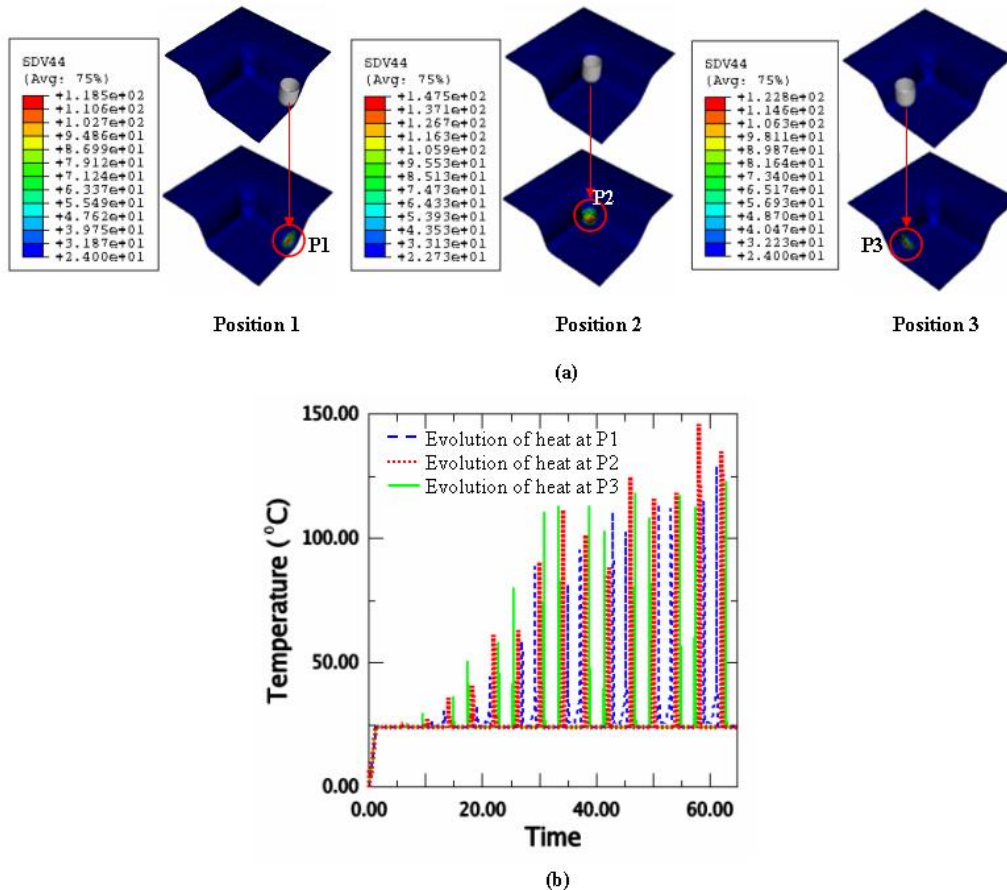 SDV44
(Avg: 75%)
+1.185e+02
+1.106e+02
+1.027e+02
+9.486e+01
+8.699e+01
+7.912e+01
+7.124e+01
+6.337e+01
+5.549e+01
+4.762e+01
+3.975e+01
+3.187e+01
+2.400e+01
P1
Position 1
SDV44
(Avg: 75%)
+1.475e+02
+1.371e+02
+1.267e+02
+1.163e+02
+1.059e+02
+9.553e+01
+8.513e+01
+7.473e+01
+6.433e+01
+5.393e+01
+4.353e+01
+3.313e+01
+2.273e+01
P2
Position 2
SDV44
(Avg: 75%)
+1.228e+02
+1.146e+02
+1.063e+02
+9.811e+01
+8.987e+01
+8.164e+01
+7.340e+01
+6.517e+01
+5.693e+01
+4.870e+01
+4.047e+01
+3.223e+01
+2.400e+01
P3
Position 3
(a)
150.00
100.00
50.00
0.00
Temperature (°C)
Evolution of heat at P1
Evolution of heat at P2
Evolution of heat at P3
0.00 20.00 40.00 60.00
Time
(b)